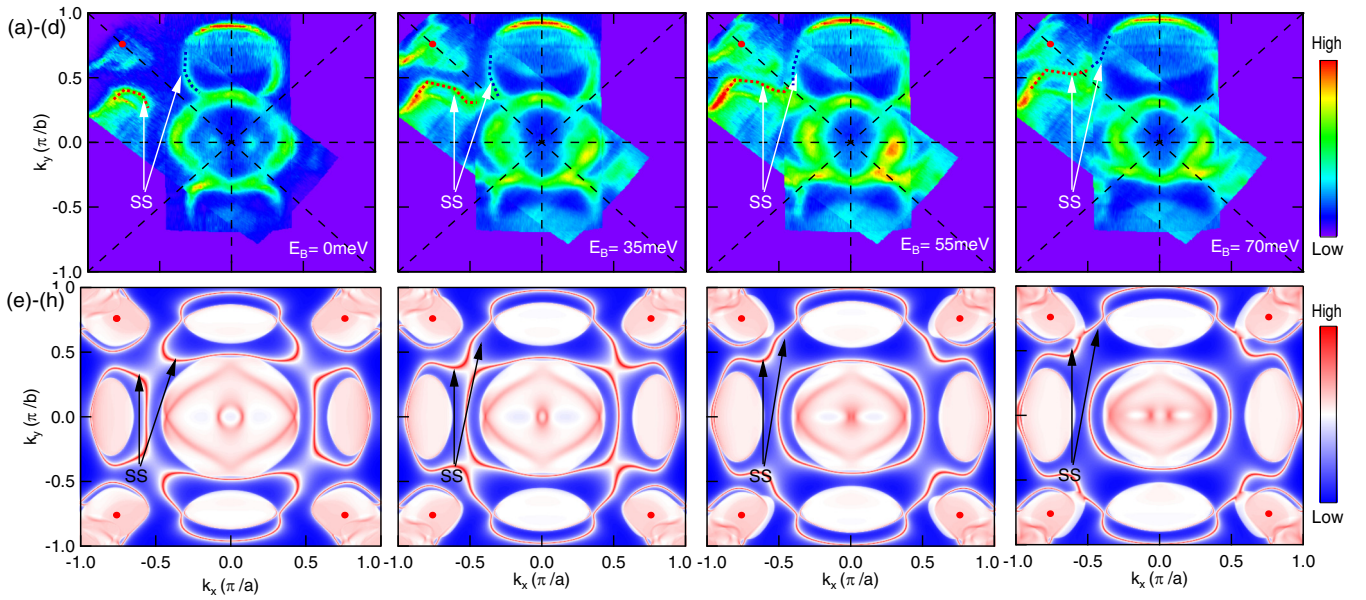 (a)-(d)
1.0
0.5
0.0
-0.5
-1.0
k_y (π/b)
SS
E_B= 0meV
SS
E_B= 35meV
SS
E_B= 55meV
SS
E_B= 70meV
High
Low
(e)-(h)
1.0
0.5
0.0
-0.5
-1.0
k_y (π/b)
SS
SS
SS
SS
High
Low
-1.0 -0.5 0.0 0.5 1.0 -0.5 0.0 0.5 1.0 -0.5 0.0 0.5 1.0 -0.5 0.0 0.5 1.0
k_x (π/a) k_x (π/a) k_x (π/a) k_x (π/a)